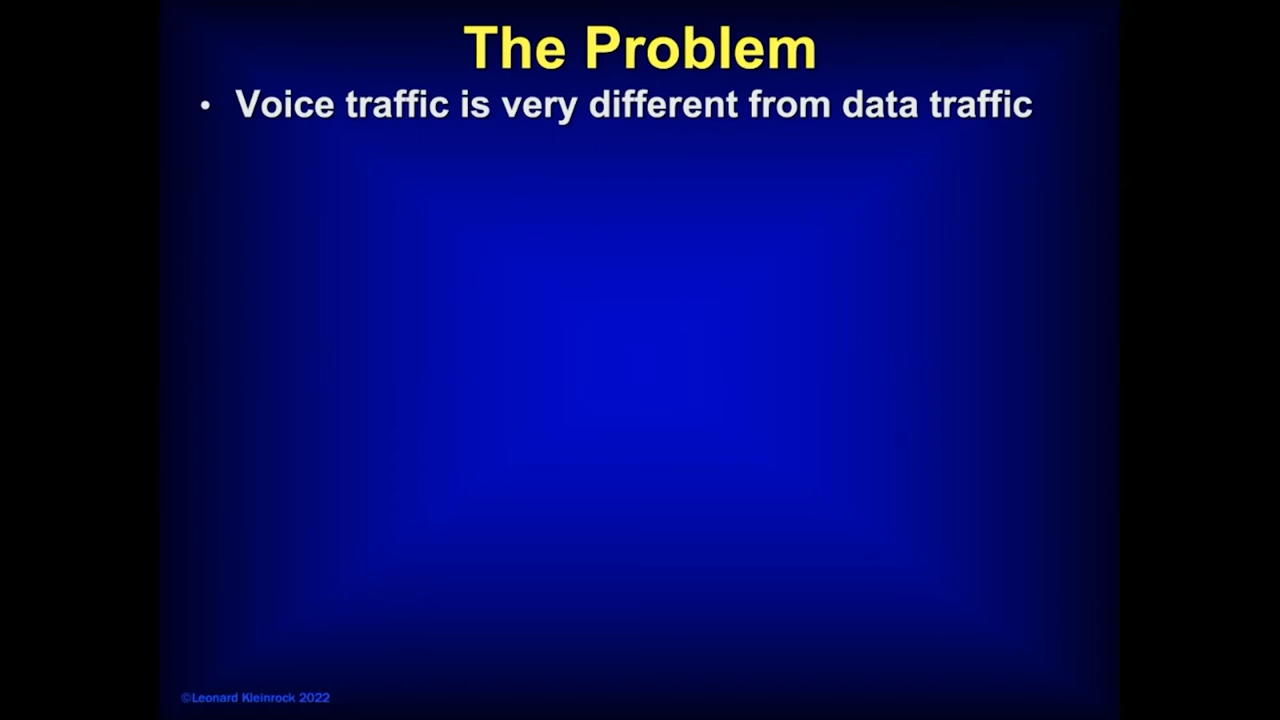 The Problem
• Voice traffic is very different from data traffic
©Leonard Kleinrock 2022